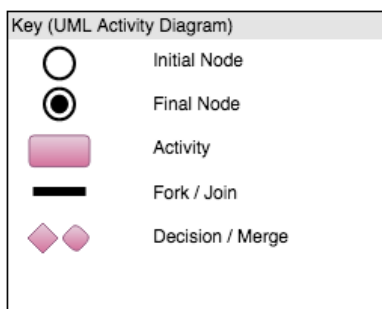 Key (UML Activity Diagram)
Initial Node
Final Node
Activity
Fork / Join
Decision / Merge